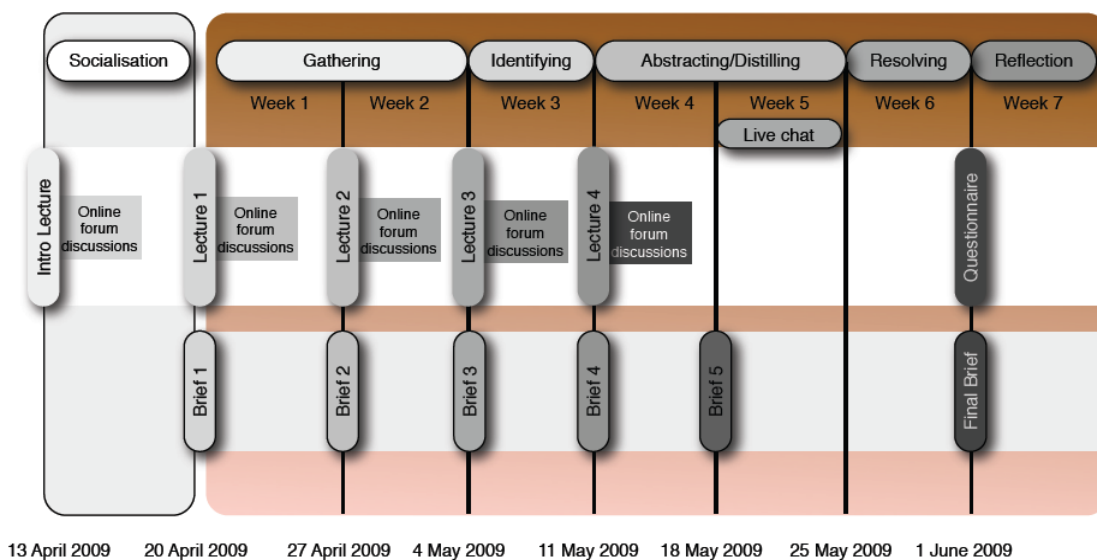 Socialisation
Gathering
Identifying
Abstracting/Distilling
Resolving
Reflection
Week 1
Week 2
Week 3
Week 4
Week 5
Week 6
Week 7
Live chat
Intro Lecture
Online
forum
discussions
Lecture 1
Online
forum
discussions
Lecture 2
Online
forum
discussions
Lecture 3
Online
forum
discussions
Lecture 4
Online
forum
discussions
Questionnaire
Brief 1
Brief 2
Brief 3
Brief 4
Brief 5
Final Brief
13 April 2009
20 April 2009
27 April 2009
4 May 2009
11 May 2009
18 May 2009
25 May 2009
1 June 2009